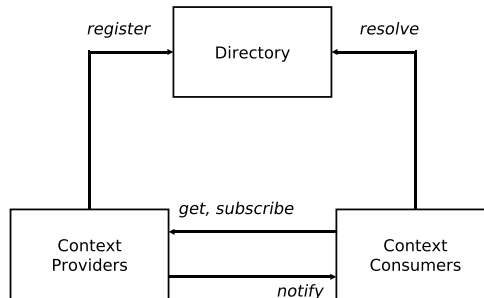 register
resolve
Directory
get, subscribe
Context
Providers
Context
Consumers
notify